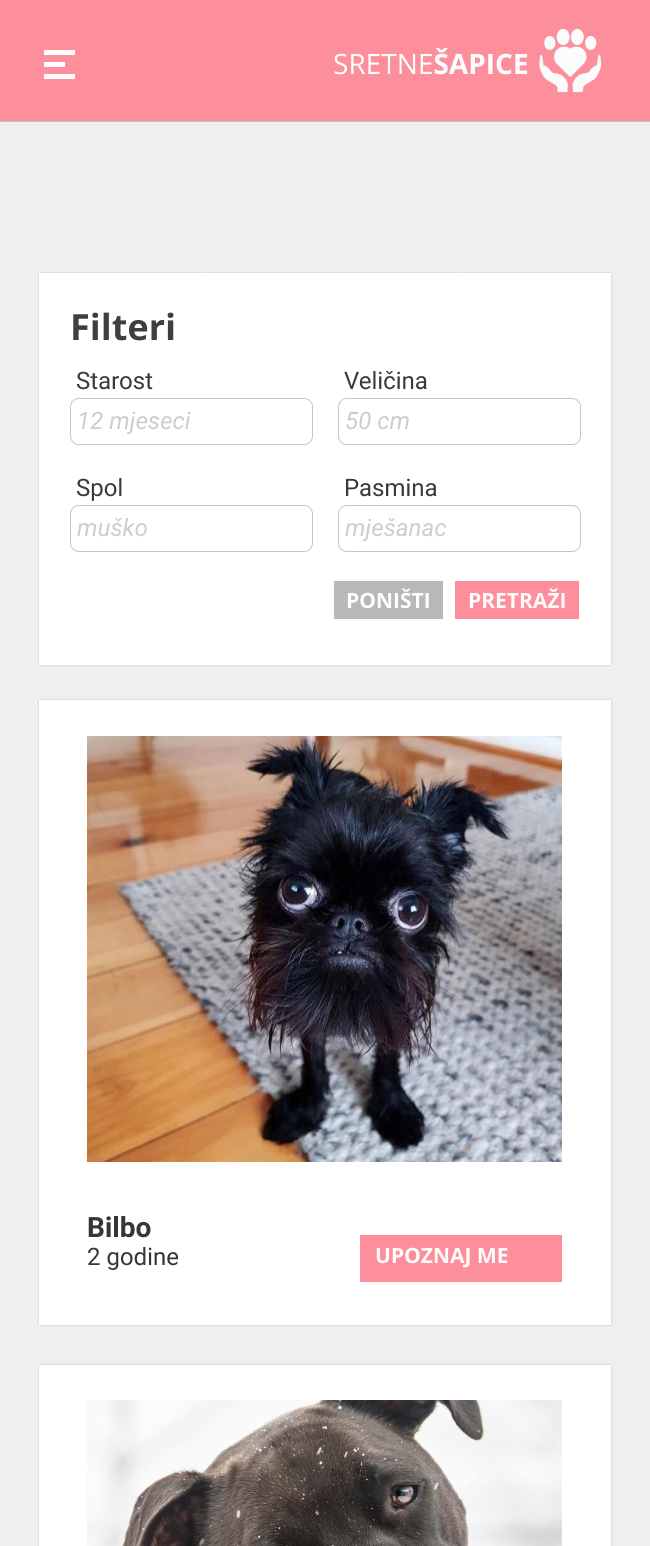 SRETNEŠAPICE
Filteri
Starost
Veličina
12 mjeseci
50 cm
Spol
Pasmina
muško
mješanac
PONIŠTI
PRETRAŽI
Bilbo
2 godine
UPOZNAJ ME